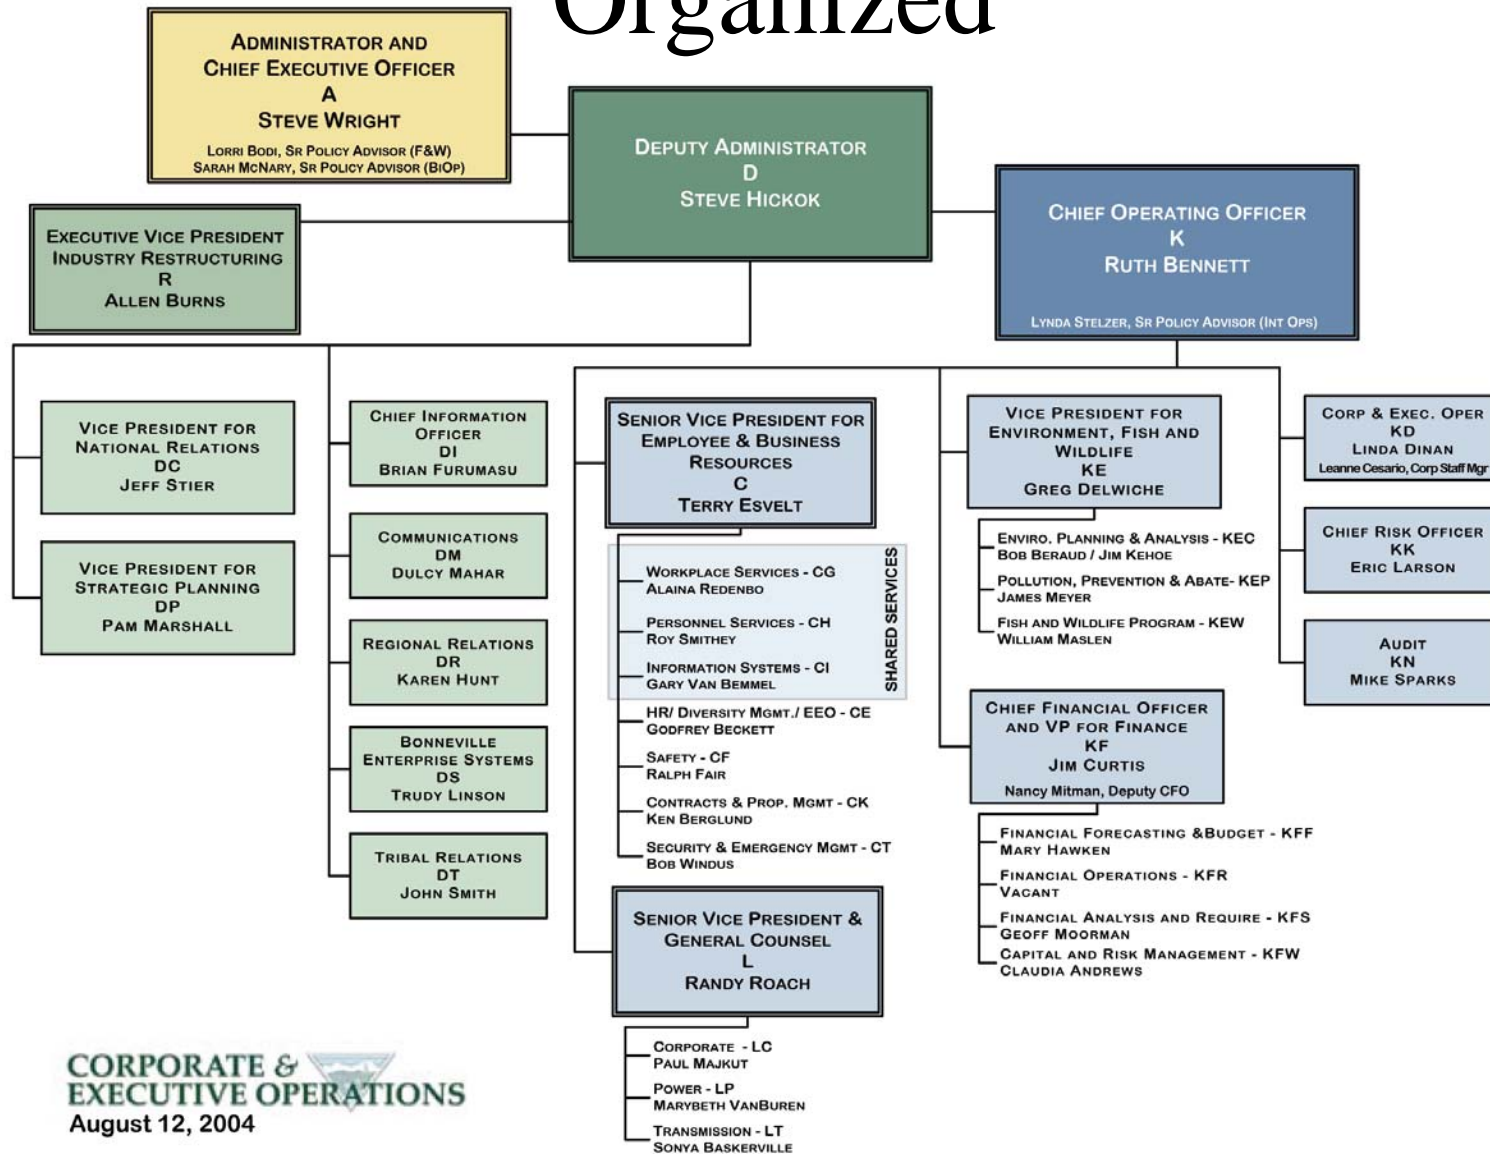 Organized
ADMINISTRATOR AND
CHIEF EXECUTIVE OFFICER
A
STEVE WRIGHT
LORRI BODI, SR POLICY ADVISOR (F&W)
SARAH MCNARY, SR POLICY ADVISOR (BIOP)
DEPUTY ADMINISTRATOR
D
STEVE HICKOK
CHIEF OPERATING OFFICER
K
RUTH BENNETT
LYNDA STELZER, SR POLICY ADVISOR (INT OPS)
EXECUTIVE VICE PRESIDENT
INDUSTRY RESTRUCTURING
R
ALLEN BURNS
VICE PRESIDENT FOR
NATIONAL RELATIONS
DC
JEFF STIER
VICE PRESIDENT FOR
STRATEGIC PLANNING
DP
PAM MARSHALL
CHIEF INFORMATION
OFFICER
DI
BRIAN FURUMASU
COMMUNICATIONS
DM
DULCY MAHAR
REGIONAL RELATIONS
DR
KAREN HUNT
BONNEVILLE
ENTERPRISE SYSTEMS
DS
TRUDY LINSON
TRIBAL RELATIONS
DT
JOHN SMITH
SENIOR VICE PRESIDENT FOR
EMPLOYEE & BUSINESS
RESOURCES
C
TERRY ESVELT
WORKPLACE SERVICES - CG
ALAINA REDENBO
PERSONNEL SERVICES - CH
ROY SMITHEY
INFORMATION SYSTEMS - CI
GARY VAN BEMMEL
SHARED SERVICES
HR/ DIVERSITY MGMT./ EEO - CE
GODFREY BECKETT
SAFETY - CF
RALPH FAIR
CONTRACTS & PROP. MGMT - CK
KEN BERGLUND
SECURITY & EMERGENCY MGMT - CT
BOB WINDUS
SENIOR VICE PRESIDENT &
GENERAL COUNSEL
L
RANDY ROACH
CORPORATE - LC
PAUL MAJKUT
POWER - LP
MARYBETH VANBUREN
TRANSMISSION - LT
SONYA BASKERVILLE
VICE PRESIDENT FOR
ENVIRONMENT, FISH AND
WILDLIFE
KE
GREG DELWICHE
ENVIRO. PLANNING & ANALYSIS - KEC
BOB BERAUD / JIM KEHOE
POLLUTION, PREVENTION & ABATE- KEP
JAMES MEYER
FISH AND WILDLIFE PROGRAM - KEW
WILLIAM MASLEN
CHIEF FINANCIAL OFFICER
AND VP FOR FINANCE
KF
JIM CURTIS
Nancy Mitman, Deputy CFO
FINANCIAL FORECASTING &BUDGET - KFF
MARY HAWKEN
FINANCIAL OPERATIONS - KFR
VACANT
FINANCIAL ANALYSIS AND REQUIRE - KFS
GEOFF MOORMAN
CAPITAL AND RISK MANAGEMENT - KFW
CLAUDIA ANDREWS
CORP & EXEC. OPER
KD
LINDA DINAN
Leanne Cesario, Corp Staff Mgr
CHIEF RISK OFFICER
KK
ERIC LARSON
AUDIT
KN
MIKE SPARKS
CORPORATE &
EXECUTIVE OPERATIONS
August 12, 2004